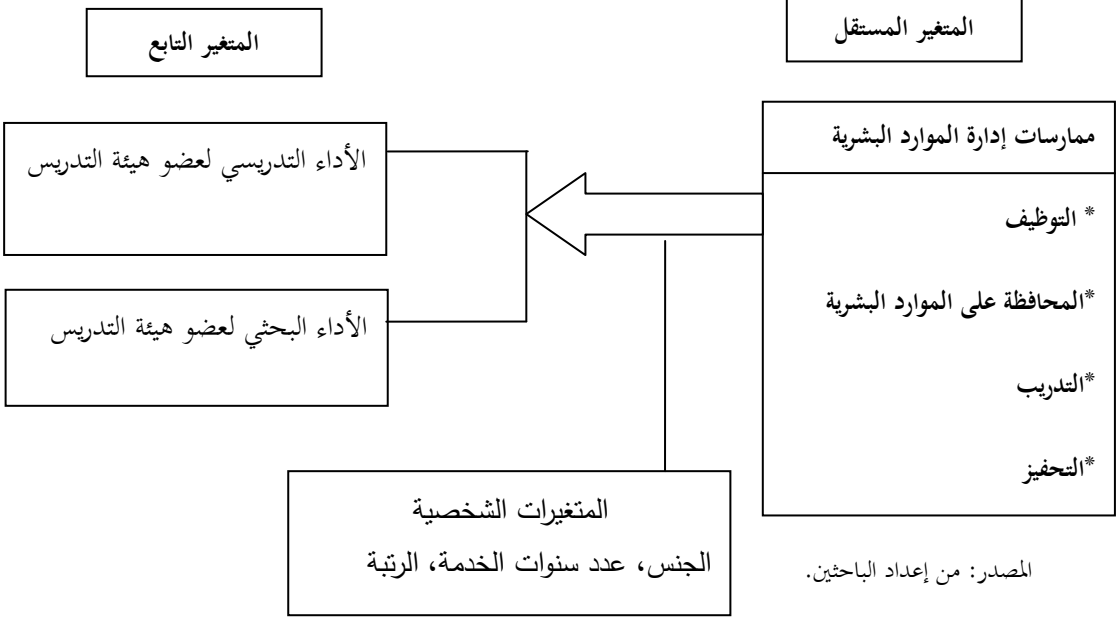 المتغير المستقل
المتغير التابع
ممارسات إدارة الموارد البشرية
* التوظيف
*المحافظة على الموارد البشرية
*التدريب
*التحفيز
الأداء التدريسي لعضو هيئة التدريس
الأداء البحثي لعضو هيئة التدريس
المتغيرات الشخصية
الجنس، عدد سنوات الخدمة، الرتبة
المصدر: من إعداد الباحثين.